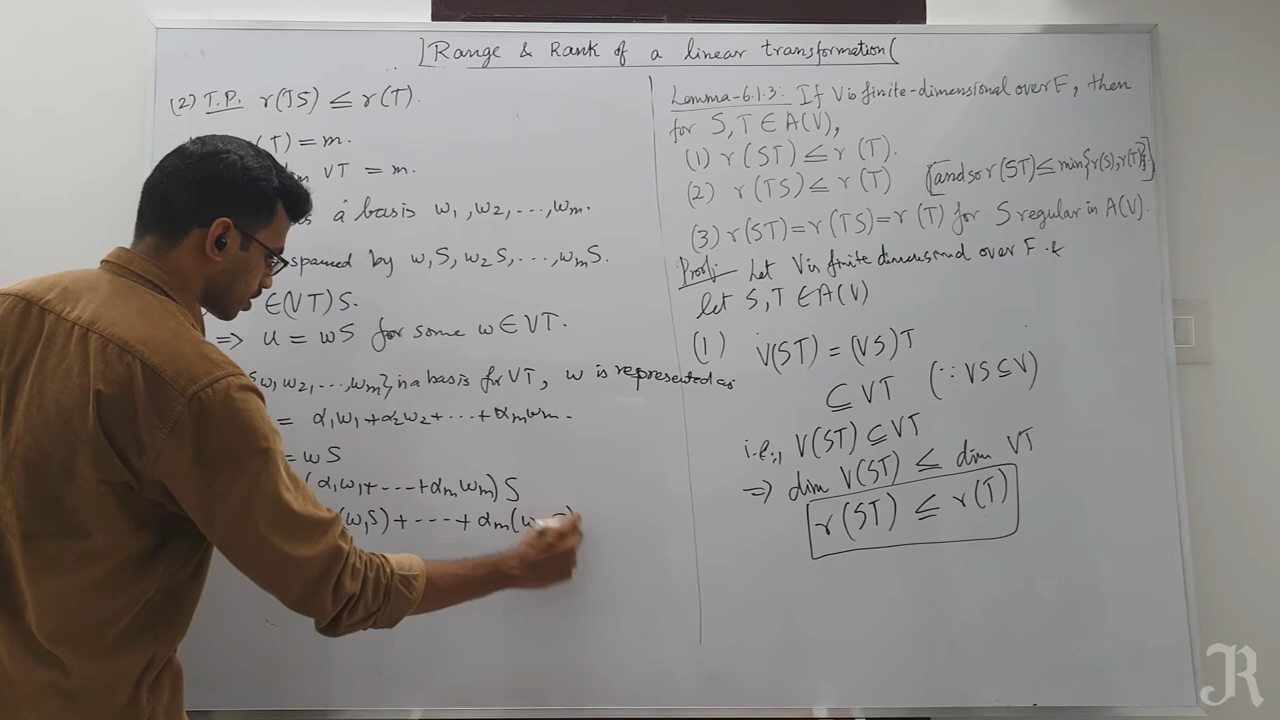 Range & Rank of a linear transformation
(2) T.P. r(TS) ≤ r(T).
(T) = m.
VT = m.
a basis w₁, w₂, ..., wₘ.
spanned by w₁S, w₂S, ..., wₘS.
∈ (VT)S.
⇒ u = wS for some w ∈ VT.
w₁, w₂, ..., wₘ} is a basis for VT, w is represented as
= α₁w₁ + α₂w₂ + ... + αₘwₘ.
= wS
(α₁w₁ + ... + αₘwₘ)S
(w₁S) + ... + αₘ(w
Lemma-6.1.3: If V is finite-dimensional over F, then
for S, T ∈ A(V),
(1) r(ST) ≤ r(T).
(2) r(TS) ≤ r(T) [and so r(ST) ≤ min{r(S), r(T)}.]
(3) r(ST) = r(TS) = r(T) for S regular in A(V).
Proof:- Let V is finite dimensional over F &
let S, T ∈ A(V)
(1) V(ST) = (VS)T
⊆ VT (∵ VS ⊆ V)
i.e., V(ST) ⊆ VT
⇒ dim V(ST) ≤ dim VT
r(ST) ≤ r(T)
R